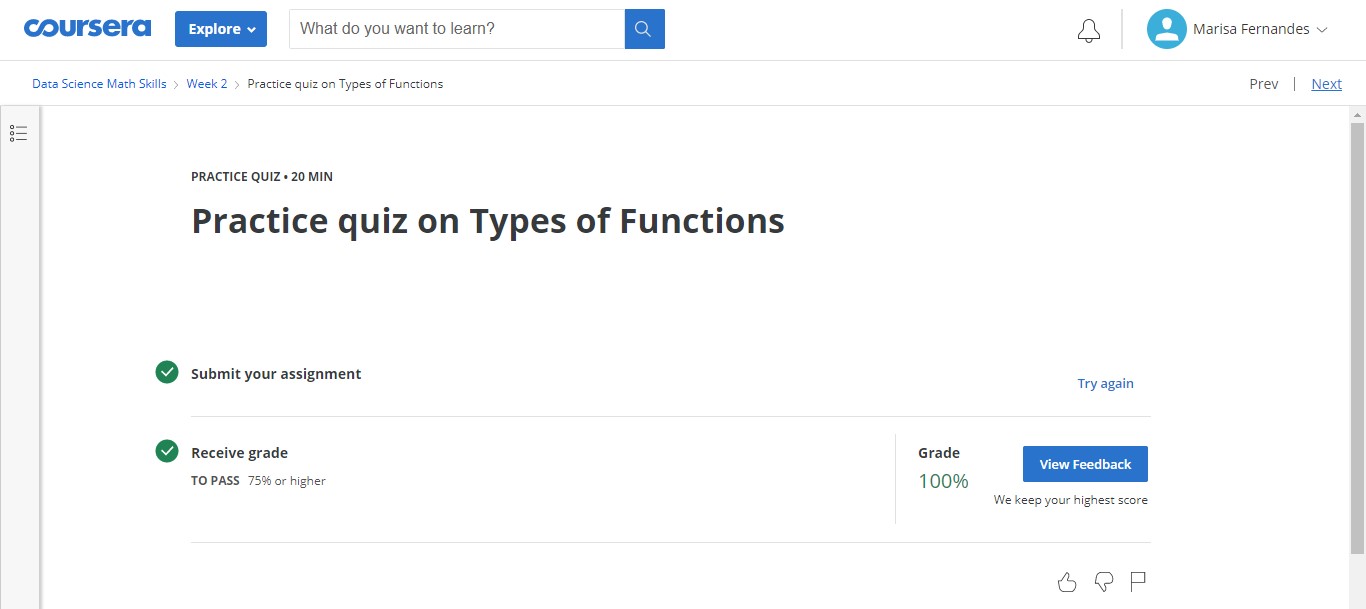 coursera Explore What do you want to learn? Marisa Fernandes
Data Science Math Skills > Week 2 > Practice quiz on Types of Functions Prev | Next
PRACTICE QUIZ • 20 MIN
Practice quiz on Types of Functions
Submit your assignment
Try again
Receive grade
TO PASS 75% or higher
Grade
100%
View Feedback
We keep your highest score